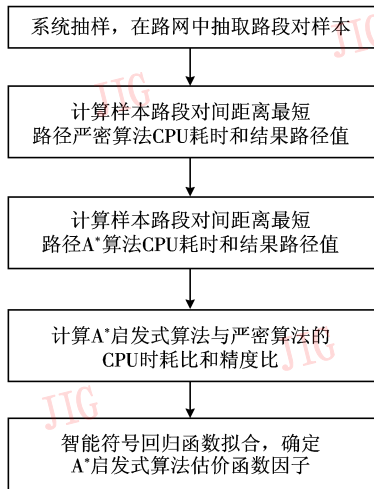 系统抽样，在路网中抽取路段对样本
JIG
JIG
计算样本路段对间距离最短
路径严密算法CPU耗时和结果路径值
计算样本路段对间距离最短
路径A*算法CPU耗时和结果路径值
计算A*启发式算法与严密算法的
CPU时耗比和精度比
JIG
JIG
智能符号回归函数拟合，确定
A*启发式算法估价函数因子